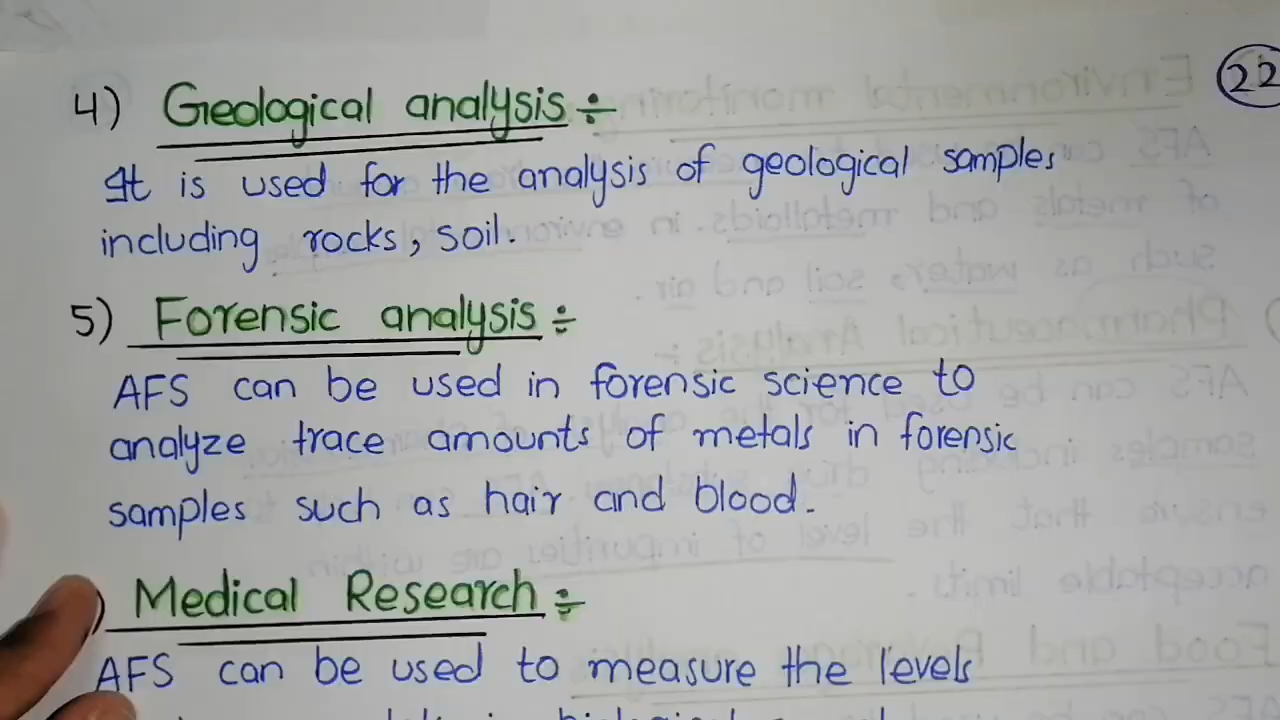 22
4) Geological analysis ÷
It is used for the analysis of geological samples
including rocks, soil.
5) Forensic analysis ÷
AFS can be used in forensic science to
analyze trace amounts of metals in forensic
samples such as hair and blood.
) Medical Research ÷
AFS can be used to measure the levels